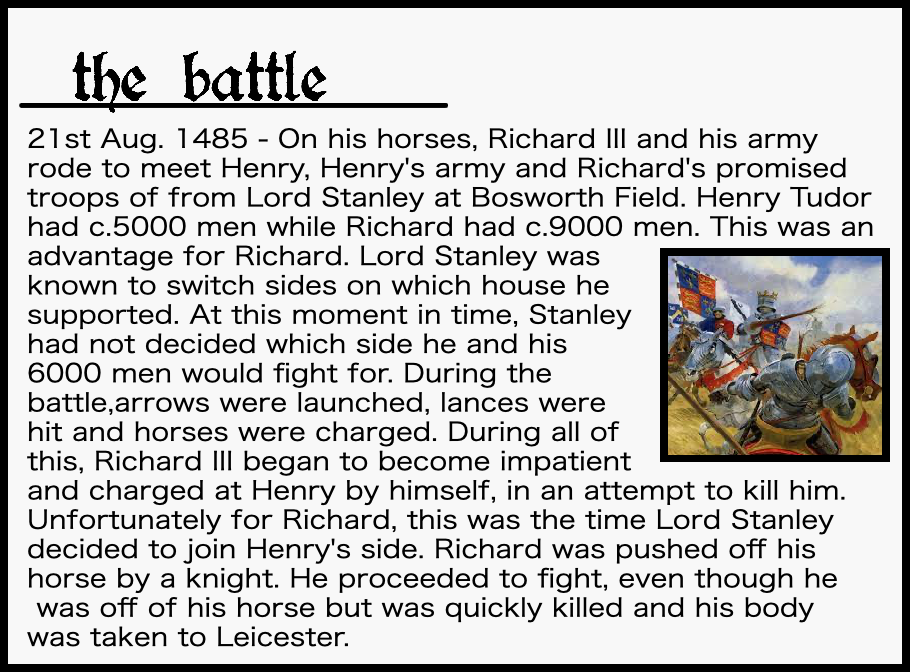 the battle
21st Aug. 1485 - On his horses, Richard III and his army
rode to meet Henry, Henry's army and Richard's promised
troops of from Lord Stanley at Bosworth Field. Henry Tudor
had c.5000 men while Richard had c.9000 men. This was an
advantage for Richard. Lord Stanley was
known to switch sides on which house he
supported. At this moment in time, Stanley
had not decided which side he and his
6000 men would fight for. During the
battle,arrows were launched, lances were
hit and horses were charged. During all of
this, Richard III began to become impatient
and charged at Henry by himself, in an attempt to kill him.
Unfortunately for Richard, this was the time Lord Stanley
decided to join Henry's side. Richard was pushed off his
horse by a knight. He proceeded to fight, even though he
was off of his horse but was quickly killed and his body
was taken to Leicester.